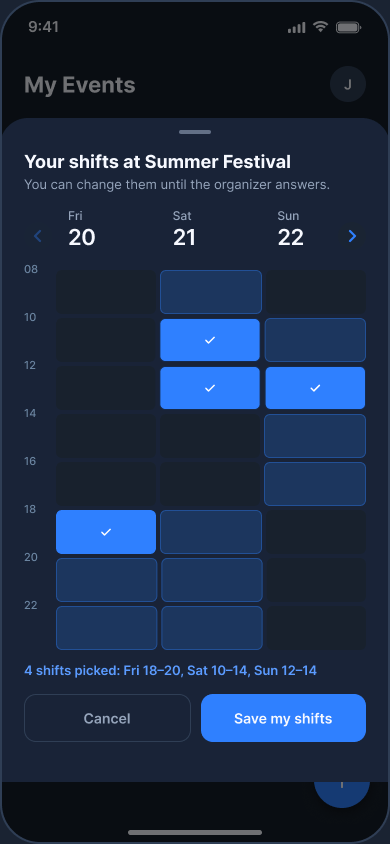 9:41
My Events
J
Your shifts at Summer Festival
You can change them until the organizer answers.
Fri Sat Sun
20 21 22
08
10
12
14
16
18
20
22
4 shifts picked: Fri 18–20, Sat 10–14, Sun 12–14
Cancel Save my shifts